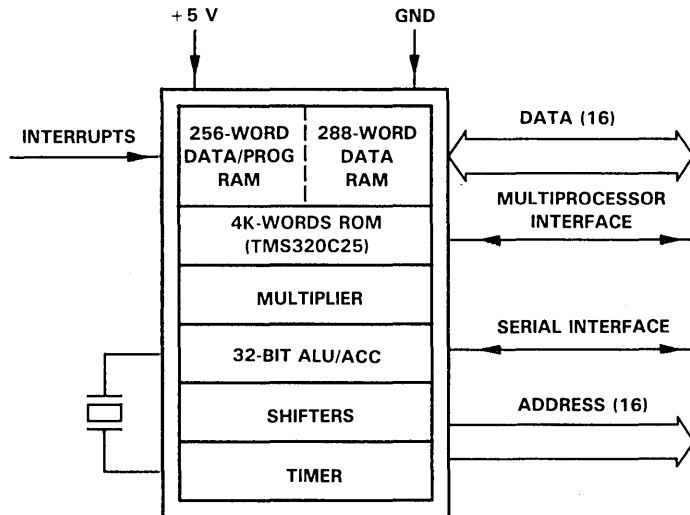 +5 V
GND
INTERRUPTS
256-WORD
DATA/PROG
RAM
288-WORD
DATA
RAM
DATA (16)
MULTIPROCESSOR
INTERFACE
4K-WORDS ROM
(TMS320C25)
MULTIPLIER
32-BIT ALU/ACC
SERIAL INTERFACE
SHIFTERS
ADDRESS (16)
TIMER